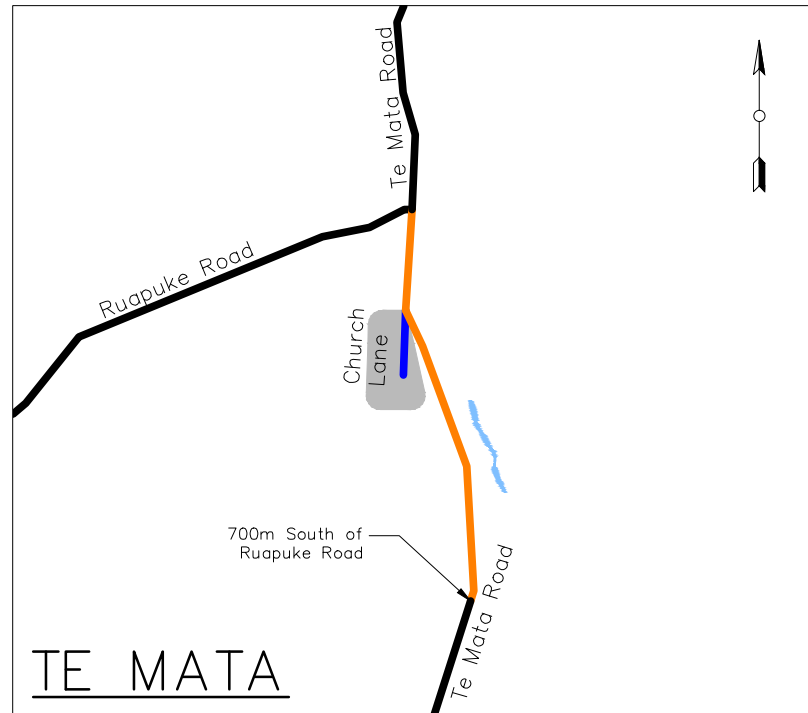 Te Mata Road
Ruapuke Road
Church
Lane
700m South of
Ruapuke Road
Te Mata Road
TE MATA